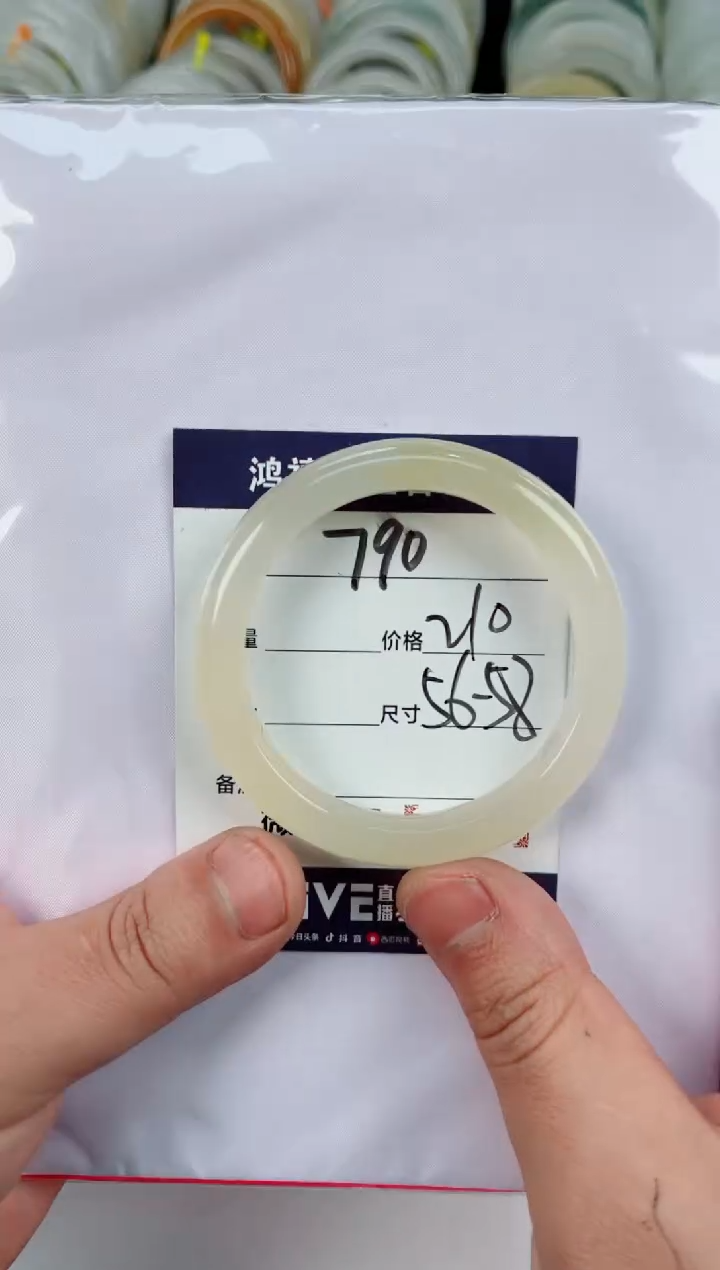 鸿
790
量 价格 210
尺寸 56-58
备
IVE 直播
日头条 抖音